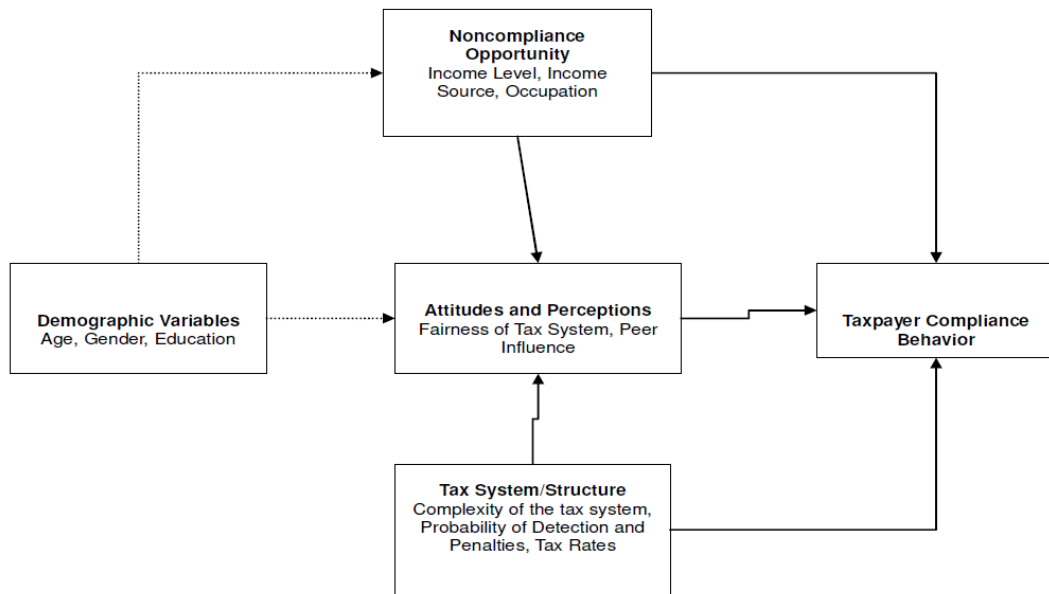 Noncompliance
Opportunity
Income Level, Income
Source, Occupation
Demographic Variables
Age, Gender, Education
Attitudes and Perceptions
Fairness of Tax System, Peer
Influence
Taxpayer Compliance
Behavior
Tax System/Structure
Complexity of the tax system,
Probability of Detection and
Penalties, Tax Rates